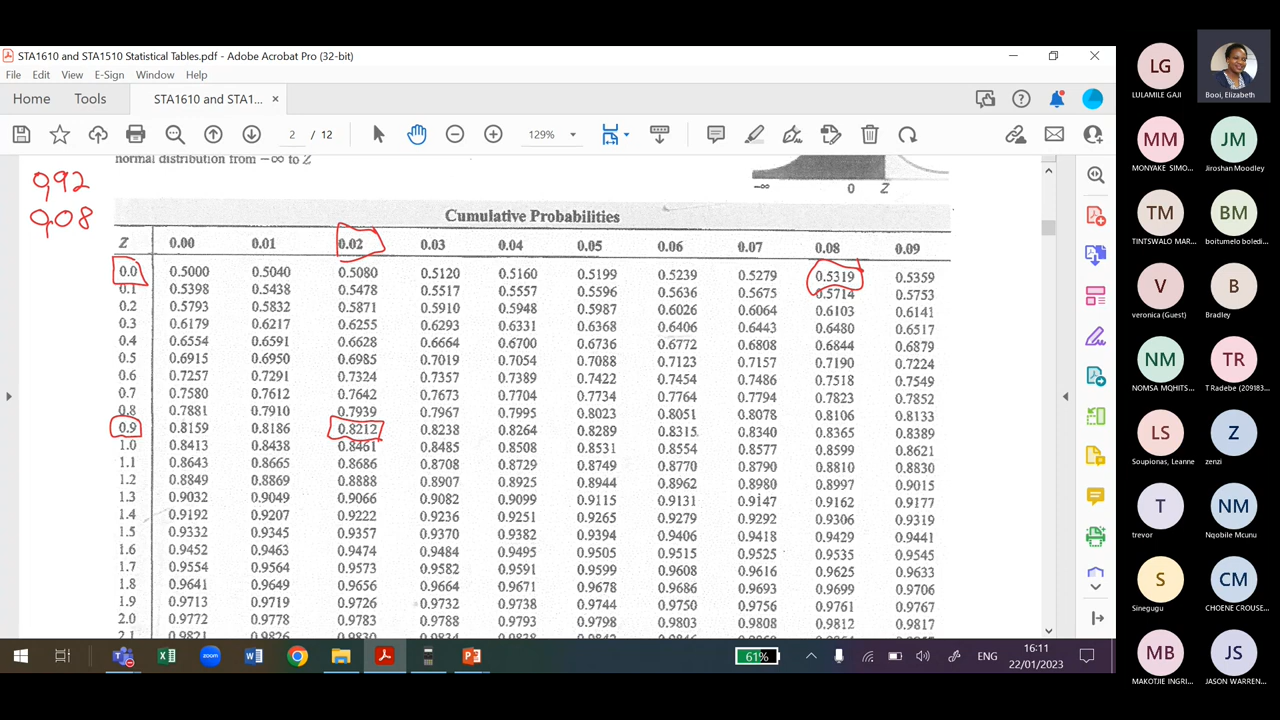 STA1610 and STA1510 Statistical Tables.pdf - Adobe Acrobat Pro (32-bit)
File Edit View E-Sign Window Help
Home Tools STA1610 and STA1... ×
2 / 12 129%
normal distribution from −∞ to Z
0,92
0,08
−∞ 0 Z
Cumulative Probabilities
Z 0.00 0.01 0.02 0.03 0.04 0.05 0.06 0.07 0.08 0.09
0.0 0.5000 0.5040 0.5080 0.5120 0.5160 0.5199 0.5239 0.5279 0.5319 0.5359
0.1 0.5398 0.5438 0.5478 0.5517 0.5557 0.5596 0.5636 0.5675 0.5714 0.5753
0.2 0.5793 0.5832 0.5871 0.5910 0.5948 0.5987 0.6026 0.6064 0.6103 0.6141
0.3 0.6179 0.6217 0.6255 0.6293 0.6331 0.6368 0.6406 0.6443 0.6480 0.6517
0.4 0.6554 0.6591 0.6628 0.6664 0.6700 0.6736 0.6772 0.6808 0.6844 0.6879
0.5 0.6915 0.6950 0.6985 0.7019 0.7054 0.7088 0.7123 0.7157 0.7190 0.7224
0.6 0.7257 0.7291 0.7324 0.7357 0.7389 0.7422 0.7454 0.7486 0.7518 0.7549
0.7 0.7580 0.7612 0.7642 0.7673 0.7704 0.7734 0.7764 0.7794 0.7823 0.7852
0.8 0.7881 0.7910 0.7939 0.7967 0.7995 0.8023 0.8051 0.8078 0.8106 0.8133
0.9 0.8159 0.8186 0.8212 0.8238 0.8264 0.8289 0.8315 0.8340 0.8365 0.8389
1.0 0.8413 0.8438 0.8461 0.8485 0.8508 0.8531 0.8554 0.8577 0.8599 0.8621
1.1 0.8643 0.8665 0.8686 0.8708 0.8729 0.8749 0.8770 0.8790 0.8810 0.8830
1.2 0.8849 0.8869 0.8888 0.8907 0.8925 0.8944 0.8962 0.8980 0.8997 0.9015
1.3 0.9032 0.9049 0.9066 0.9082 0.9099 0.9115 0.9131 0.9147 0.9162 0.9177
1.4 0.9192 0.9207 0.9222 0.9236 0.9251 0.9265 0.9279 0.9292 0.9306 0.9319
1.5 0.9332 0.9345 0.9357 0.9370 0.9382 0.9394 0.9406 0.9418 0.9429 0.9441
1.6 0.9452 0.9463 0.9474 0.9484 0.9495 0.9505 0.9515 0.9525 0.9535 0.9545
1.7 0.9554 0.9564 0.9573 0.9582 0.9591 0.9599 0.9608 0.9616 0.9625 0.9633
1.8 0.9641 0.9649 0.9656 0.9664 0.9671 0.9678 0.9686 0.9693 0.9699 0.9706
1.9 0.9713 0.9719 0.9726 0.9732 0.9738 0.9744 0.9750 0.9756 0.9761 0.9767
2.0 0.9772 0.9778 0.9783 0.9788 0.9793 0.9798 0.9803 0.9808 0.9812 0.9817
61% ENG 16:11
22/01/2023
LG
LULAMILE GAJI
Booi, Elizabeth
MM JM
MONYAKE SIMO... Jiroshan Moodley
TM BM
TINTSWALO MAR... boitumelo boledi...
V B
veronica (Guest) Bradley
NM TR
NOMSA MQHITS... T Radebe (209183...
LS Z
Soupionas, Leanne zenzi
T NM
trevor Nqobile Mcunu
S CM
Sinegugu CHOENE CROUSE...
MB JS
MAKOTJIE INGRI... JASON WARREN...